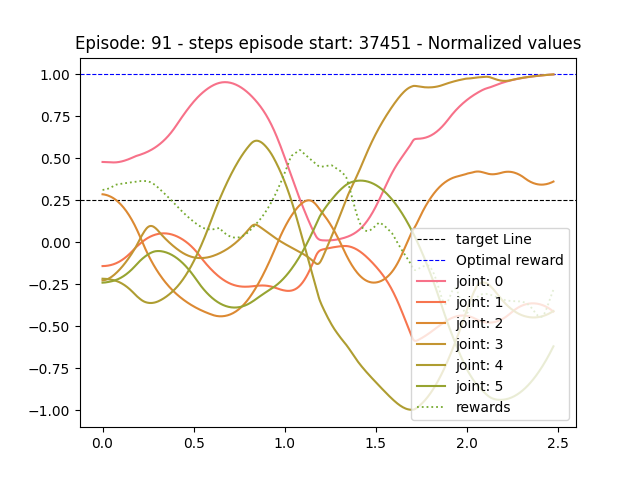 Episode: 91 - steps episode start: 37451 - Normalized values
1.00
0.75
0.50
0.25
0.00
−0.25
−0.50
−0.75
−1.00
0.0
0.5
1.0
1.5
2.0
2.5
target Line
Optimal reward
joint: 0
joint: 1
joint: 2
joint: 3
joint: 4
joint: 5
rewards